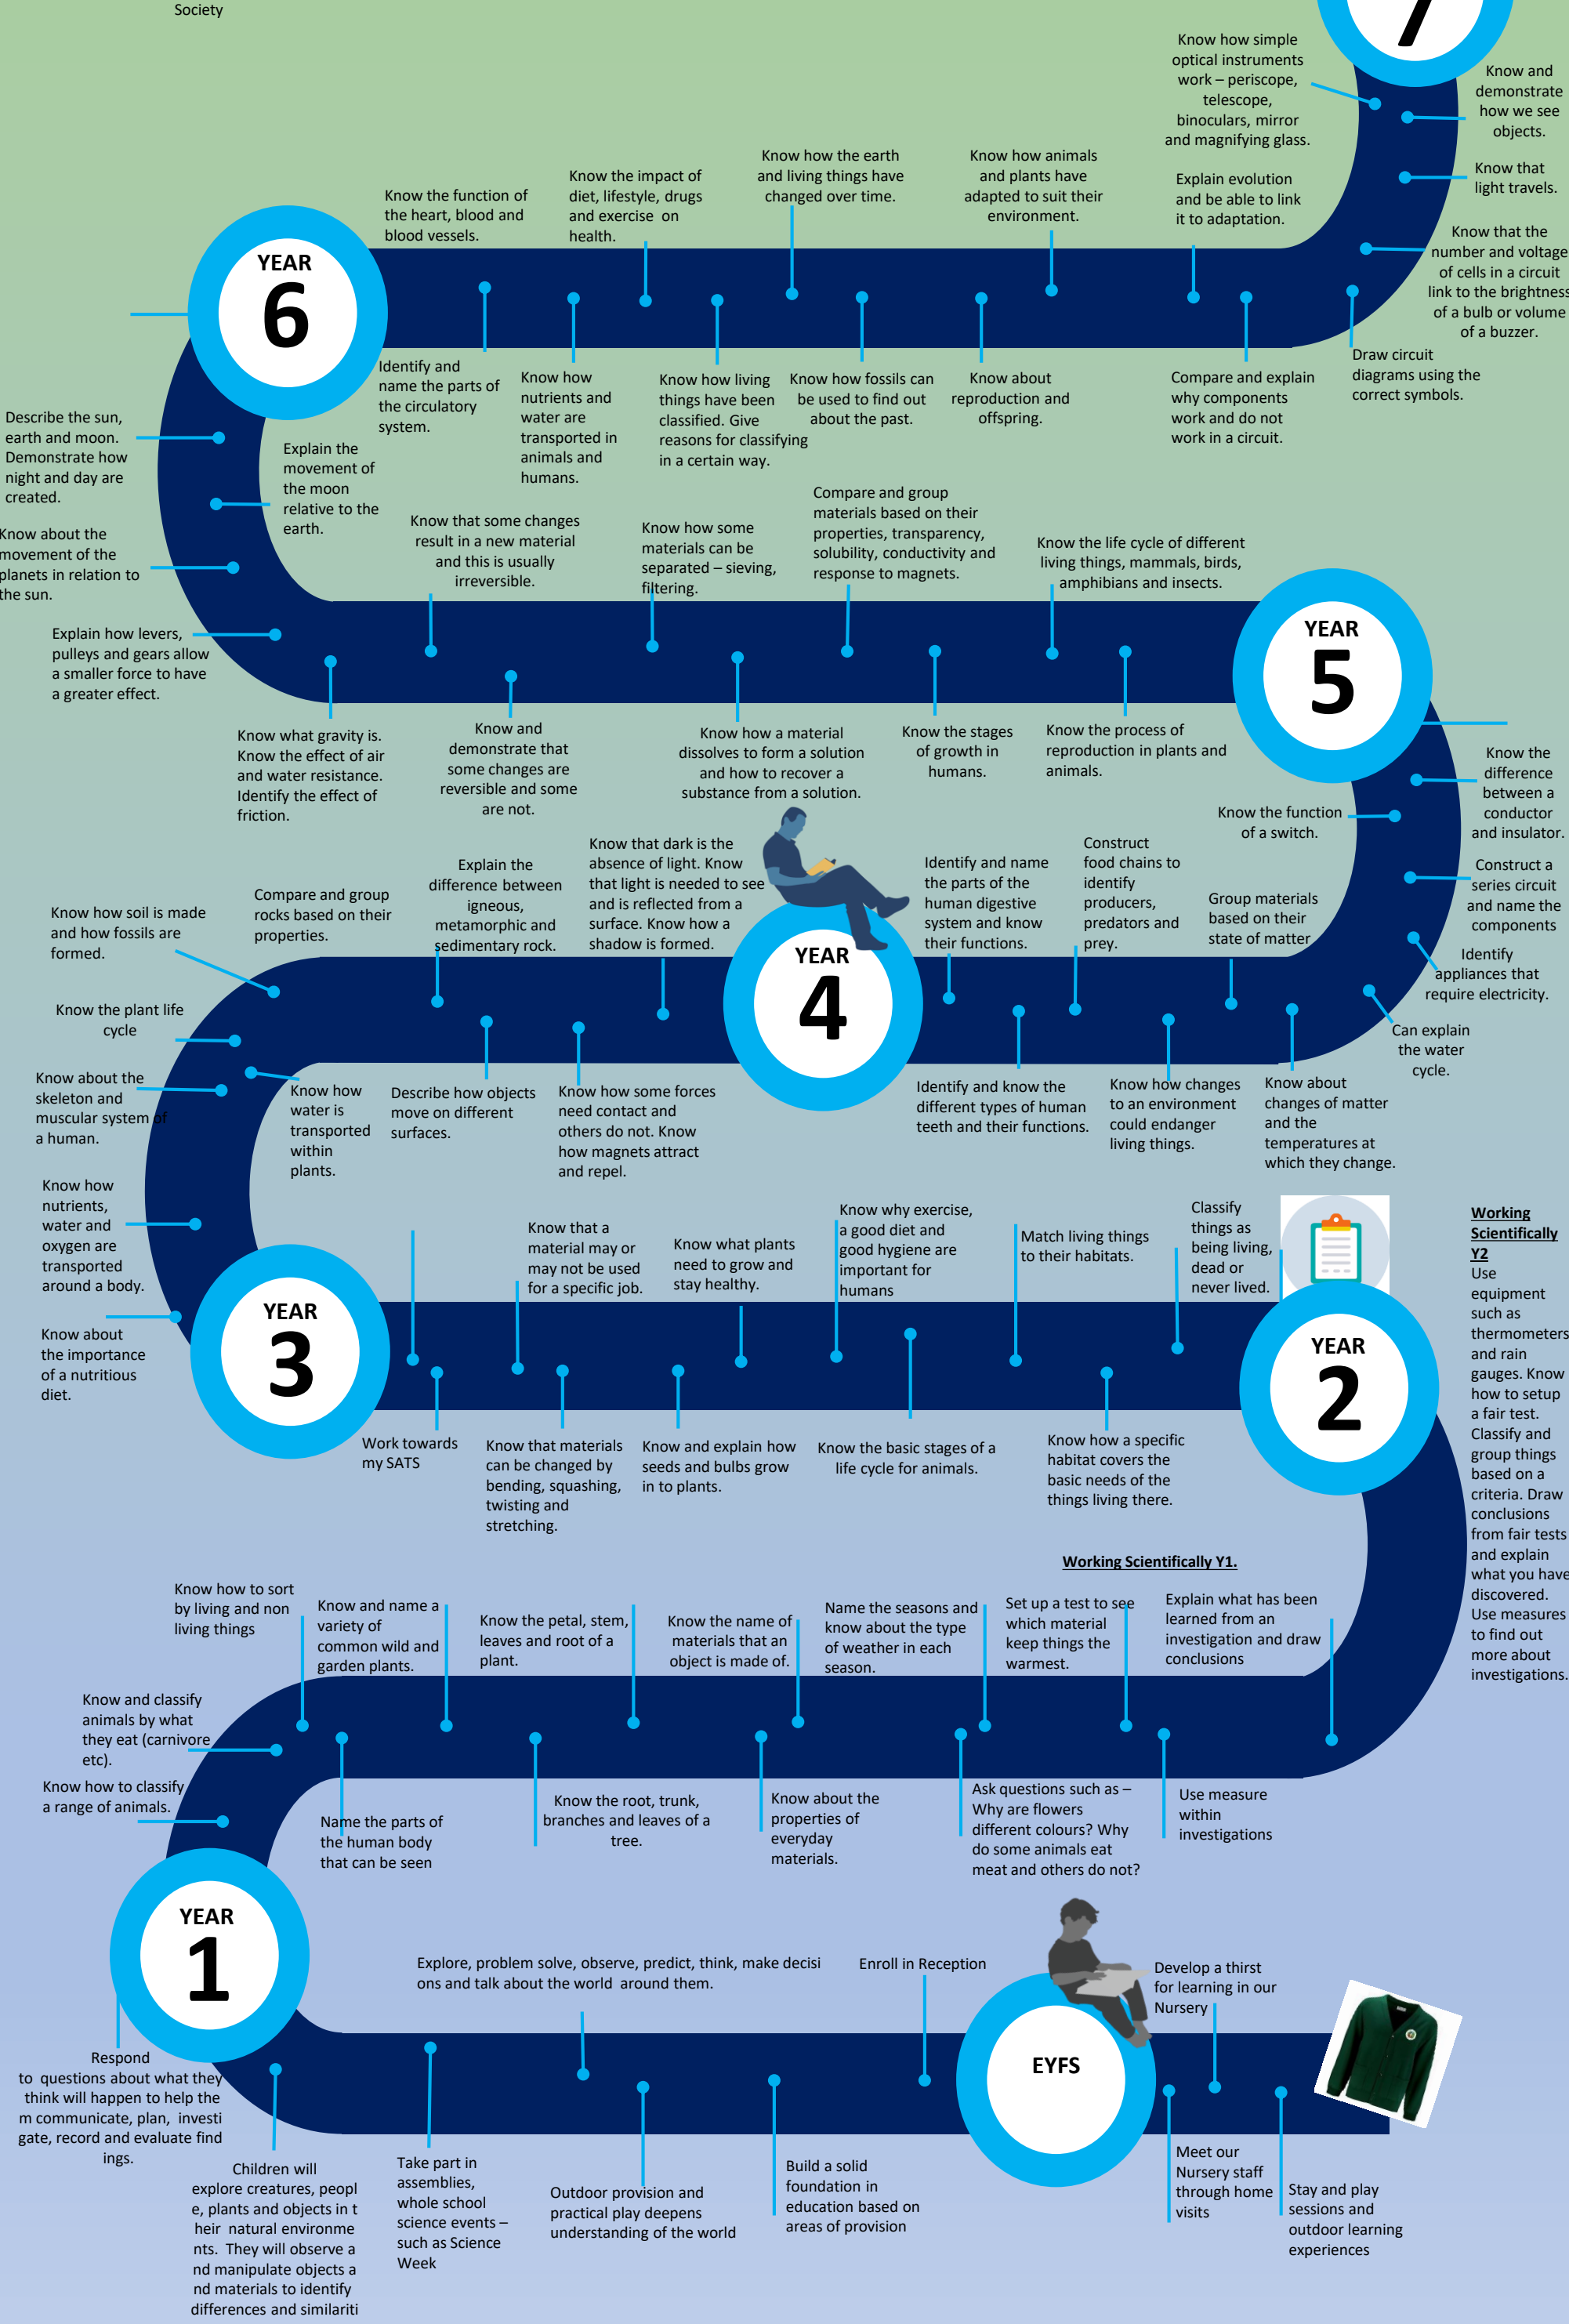 Society
7
Know how simple
optical instruments
work – periscope,
telescope,
binoculars, mirror
and magnifying glass.
Know and
demonstrate
how we see
objects.
Know that
light travels.
Know how the earth
and living things have
changed over time.
Know how animals
and plants have
adapted to suit their
environment.
Explain evolution
and be able to link
it to adaptation.
Know the impact of
diet, lifestyle, drugs
and exercise on
health.
Know the function of
the heart, blood and
blood vessels.
Know that the
number and voltage
of cells in a circuit
link to the brightness
of a bulb or volume
of a buzzer.
YEAR
6
Identify and
name the parts of
the circulatory
system.
Know how
nutrients and
water are
transported in
animals and
humans.
Know how living
things have been
classified. Give
reasons for classifying
in a certain way.
Know how fossils can
be used to find out
about the past.
Know about
reproduction and
offspring.
Compare and explain
why components
work and do not
work in a circuit.
Draw circuit
diagrams using the
correct symbols.
Describe the sun,
earth and moon.
Demonstrate how
night and day are
created.
Explain the
movement of
the moon
relative to the
earth.
Know about the
movement of the
planets in relation to
the sun.
Know that some changes
result in a new material
and this is usually
irreversible.
Know how some
materials can be
separated – sieving,
filtering.
Compare and group
materials based on their
properties, transparency,
solubility, conductivity and
response to magnets.
Know the life cycle of different
living things, mammals, birds,
amphibians and insects.
Explain how levers,
pulleys and gears allow
a smaller force to have
a greater effect.
YEAR
5
Know what gravity is.
Know the effect of air
and water resistance.
Identify the effect of
friction.
Know and
demonstrate that
some changes are
reversible and some
are not.
Know how a material
dissolves to form a solution
and how to recover a
substance from a solution.
Know the stages
of growth in
humans.
Know the process of
reproduction in plants and
animals.
Know the
difference
between a
conductor
and insulator.
Know the function
of a switch.
Construct a
series circuit
and name the
components
Identify
appliances that
require electricity.
Can explain
the water
cycle.
Know how soil is made
and how fossils are
formed.
Compare and group
rocks based on their
properties.
Explain the
difference between
igneous,
metamorphic and
sedimentary rock.
Know that dark is the
absence of light. Know
that light is needed to see
and is reflected from a
surface. Know how a
shadow is formed.
YEAR
4
Identify and name
the parts of the
human digestive
system and know
their functions.
Construct
food chains to
identify
producers,
predators and
prey.
Group materials
based on their
state of matter
Know the plant life
cycle
Know about the
skeleton and
muscular system of
a human.
Know how
water is
transported
within
plants.
Describe how objects
move on different
surfaces.
Know how some forces
need contact and
others do not. Know
how magnets attract
and repel.
Identify and know the
different types of human
teeth and their functions.
Know how changes
to an environment
could endanger
living things.
Know about
changes of matter
and the
temperatures at
which they change.
Know how
nutrients,
water and
oxygen are
transported
around a body.
Know about
the importance
of a nutritious
diet.
YEAR
3
Know that a
material may or
may not be used
for a specific job.
Know what plants
need to grow and
stay healthy.
Know why exercise,
a good diet and
good hygiene are
important for
humans
Match living things
to their habitats.
Classify
things as
being living,
dead or
never lived.
YEAR
2
Working
Scientifically
Y2
Use
equipment
such as
thermometers
and rain
gauges. Know
how to setup
a fair test.
Classify and
group things
based on a
criteria. Draw
conclusions
from fair tests
and explain
what you have
discovered.
Use measures
to find out
more about
investigations.
Work towards
my SATS
Know that materials
can be changed by
bending, squashing,
twisting and
stretching.
Know and explain how
seeds and bulbs grow
in to plants.
Know the basic stages of a
life cycle for animals.
Know how a specific
habitat covers the
basic needs of the
things living there.
Working Scientifically Y1.
Know how to sort
by living and non
living things
Know and name a
variety of
common wild and
garden plants.
Know the petal, stem,
leaves and root of a
plant.
Know the name of
materials that an
object is made of.
Name the seasons and
know about the type
of weather in each
season.
Set up a test to see
which material
keep things the
warmest.
Explain what has been
learned from an
investigation and draw
conclusions
Know and classify
animals by what
they eat (carnivore
etc).
Know how to classify
a range of animals.
Name the parts of
the human body
that can be seen
Know the root, trunk,
branches and leaves of a
tree.
Know about the
properties of
everyday
materials.
Ask questions such as –
Why are flowers
different colours? Why
do some animals eat
meat and others do not?
Use measure
within
investigations
YEAR
1
Explore, problem solve, observe, predict, think, make decisi
ons and talk about the world around them.
Enroll in Reception
EYFS
Develop a thirst
for learning in our
Nursery
Respond
to questions about what they
think will happen to help the
m communicate, plan, investi
gate, record and evaluate find
ings.
Children will
explore creatures, peopl
e, plants and objects in t
heir natural environme
nts. They will observe a
nd manipulate objects a
nd materials to identify
differences and similariti
Take part in
assemblies,
whole school
science events –
such as Science
Week
Outdoor provision and
practical play deepens
understanding of the world
Build a solid
foundation in
education based on
areas of provision
Meet our
Nursery staff
through home
visits
Stay and play
sessions and
outdoor learning
experiences